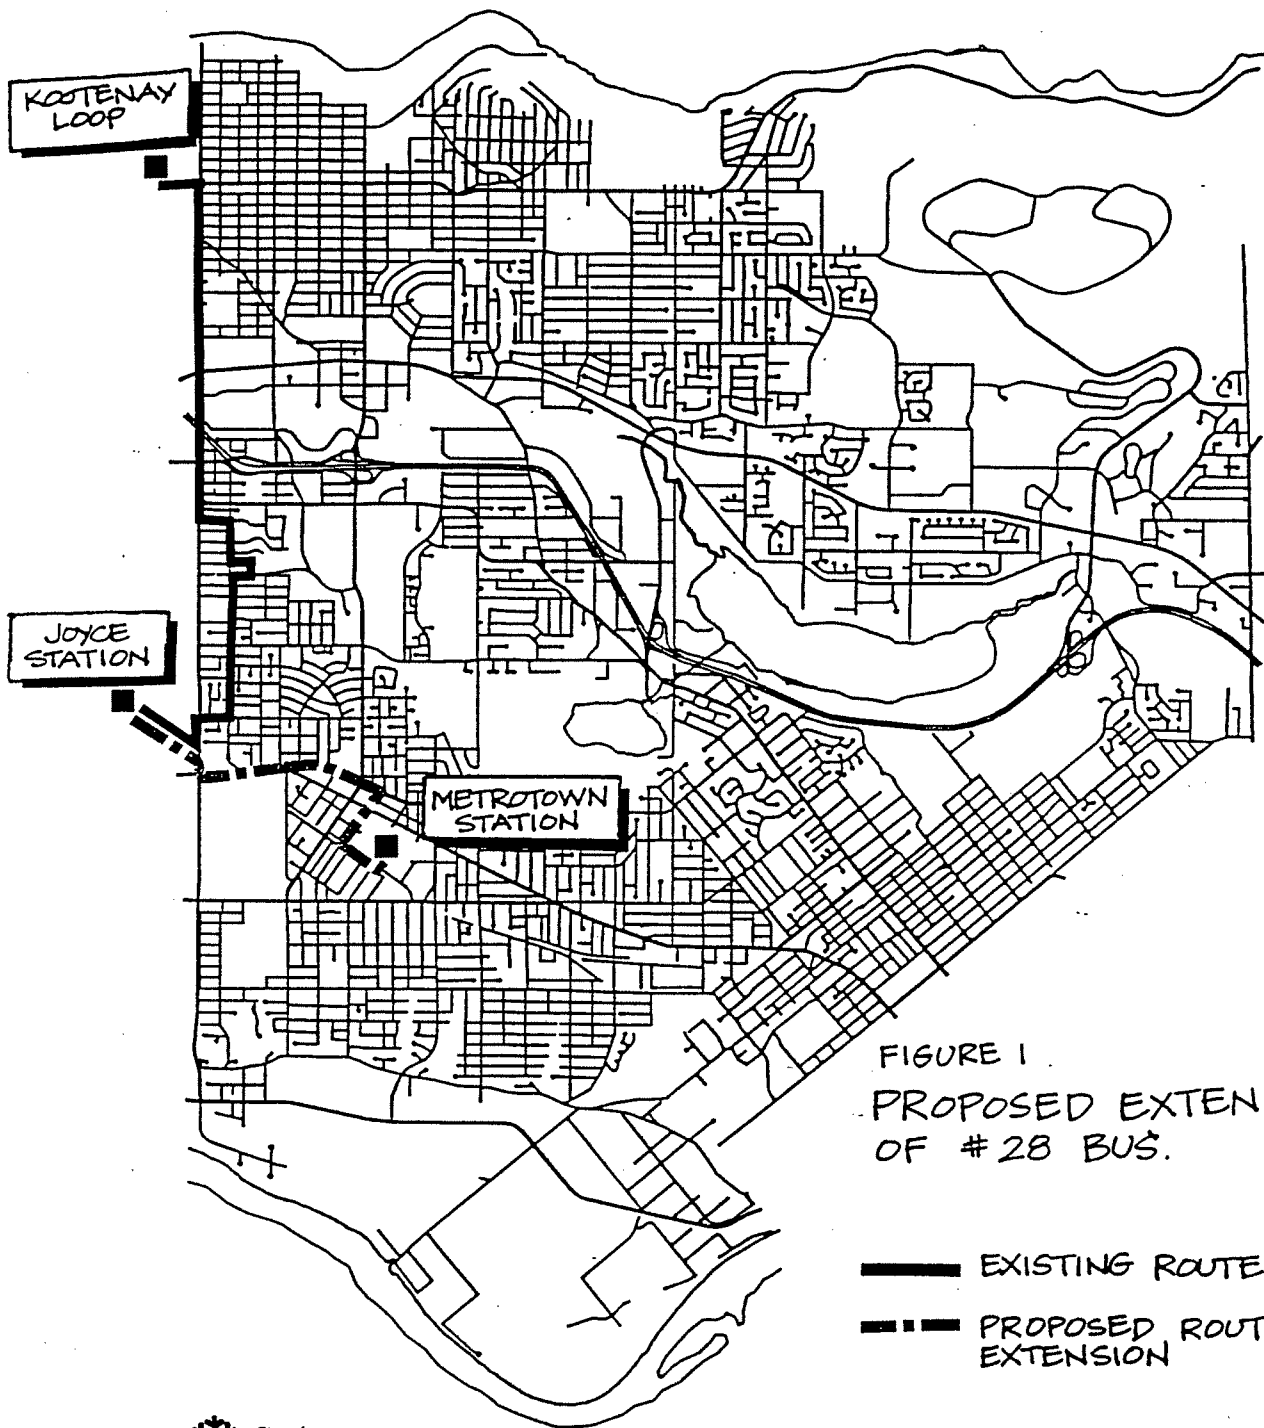 KOOTENAY
LOOP
JOYCE
STATION
METROTOWN
STATION
FIGURE 1
PROPOSED EXTEN
OF #28 BUS.
EXISTING ROUTE
PROPOSED ROUT
EXTENSION